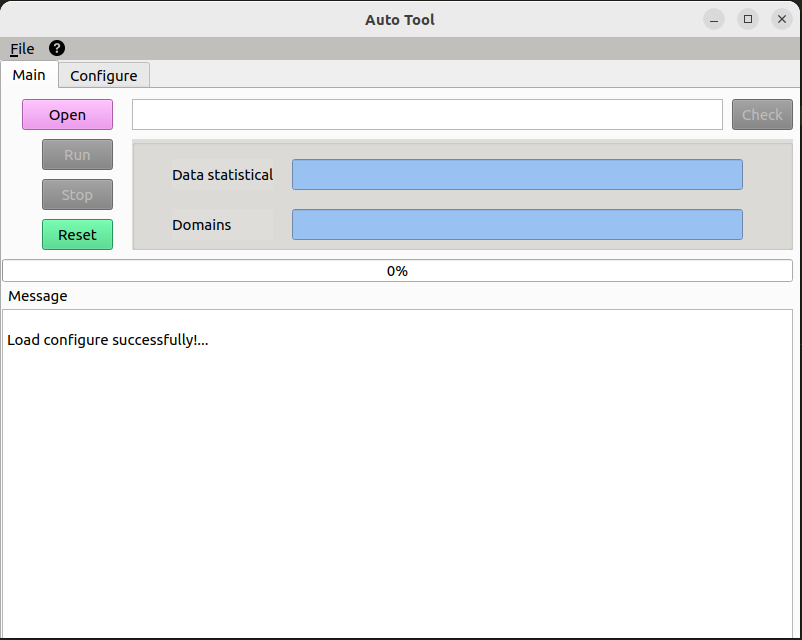 Auto Tool
File ?
Main Configure
Open Check
Run
Data statistical
Stop
Domains
Reset
0%
Message
Load configure successfully!...